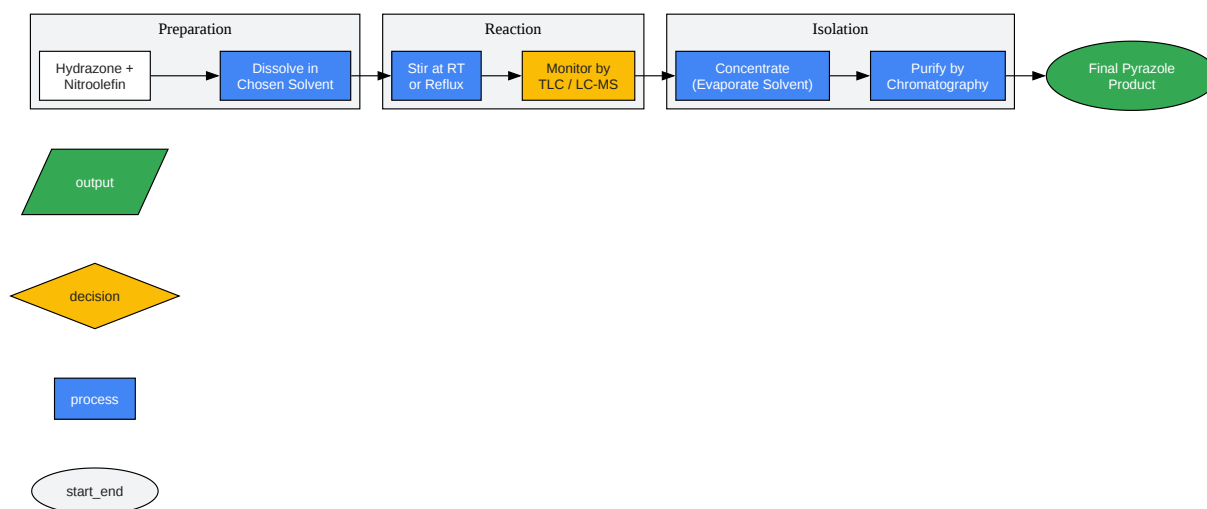 Preparation
Reaction
Isolation
Hydrazone +
Nitroolefin
Dissolve in
Chosen Solvent
Stir at RT
or Reflux
Monitor by
TLC / LC-MS
Concentrate
(Evaporate Solvent)
Purify by
Chromatography
Final Pyrazole
Product
output
decision
process
start_end